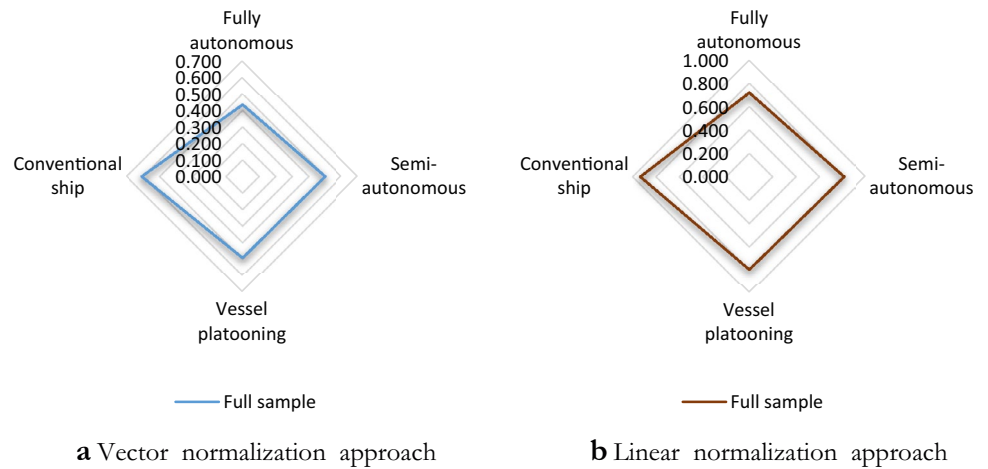 Fully
autonomous
0.700
0.600
0.500
0.400
0.300
0.200
0.100
0.000
Conventional
ship
Semi-
autonomous
Vessel
platooning
Full sample
a Vector normalization approach
Fully
autonomous
1.000
0.800
0.600
0.400
0.200
0.000
Conventional
ship
Semi-
autonomous
Vessel
platooning
Full sample
b Linear normalization approach